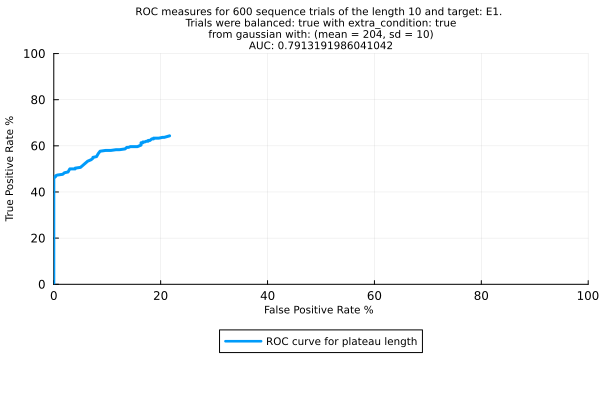 ROC measures for 600 sequence trials of the length 10 and target: E1.
Trials were balanced: true with extra_condition: true
from gaussian with: (mean = 204, sd = 10)
AUC: 0.7913191986041042
100
80
60
40
20
0
True Positive Rate %
0 20 40 60 80 100
False Positive Rate %
ROC curve for plateau length